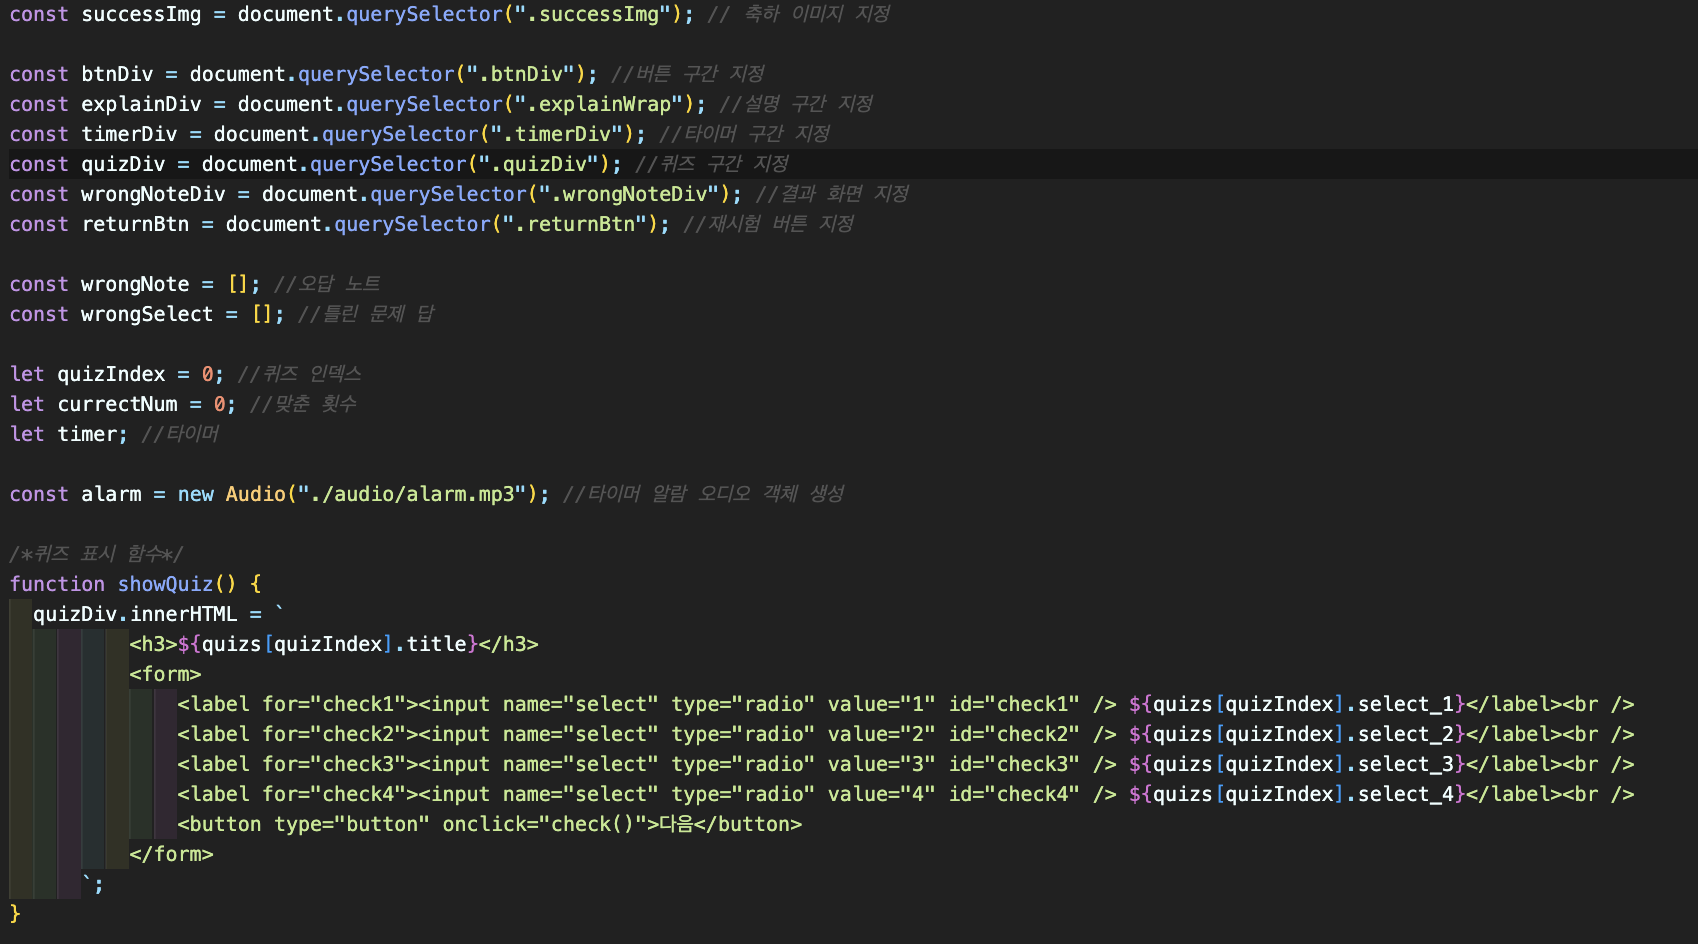 const successImg = document.querySelector(".successImg"); // 축하 이미지 지정
const btnDiv = document.querySelector(".btnDiv"); //버튼 구간 지정
const explainDiv = document.querySelector(".explainWrap"); //설명 구간 지정
const timerDiv = document.querySelector(".timerDiv"); //타이머 구간 지정
const quizDiv = document.querySelector(".quizDiv"); //퀴즈 구간 지정
const wrongNoteDiv = document.querySelector(".wrongNoteDiv"); //결과 화면 지정
const returnBtn = document.querySelector(".returnBtn"); //재시험 버튼 지정
const wrongNote = []; //오답 노트
const wrongSelect = []; //틀린 문제 답
let quizIndex = 0; //퀴즈 인덱스
let currectNum = 0; //맞춘 횟수
let timer; //타이머
const alarm = new Audio("./audio/alarm.mp3"); //타이머 알람 오디오 객체 생성
/*퀴즈 표시 함수*/
function showQuiz() {
quizDiv.innerHTML = `
<h3>${quizs[quizIndex].title}</h3>
<form>
<label for="check1"><input name="select" type="radio" value="1" id="check1" /> ${quizs[quizIndex].select_1}</label><br />
<label for="check2"><input name="select" type="radio" value="2" id="check2" /> ${quizs[quizIndex].select_2}</label><br />
<label for="check3"><input name="select" type="radio" value="3" id="check3" /> ${quizs[quizIndex].select_3}</label><br />
<label for="check4"><input name="select" type="radio" value="4" id="check4" /> ${quizs[quizIndex].select_4}</label><br />
<button type="button" onclick="check()">다음</button>
</form>
`;
}